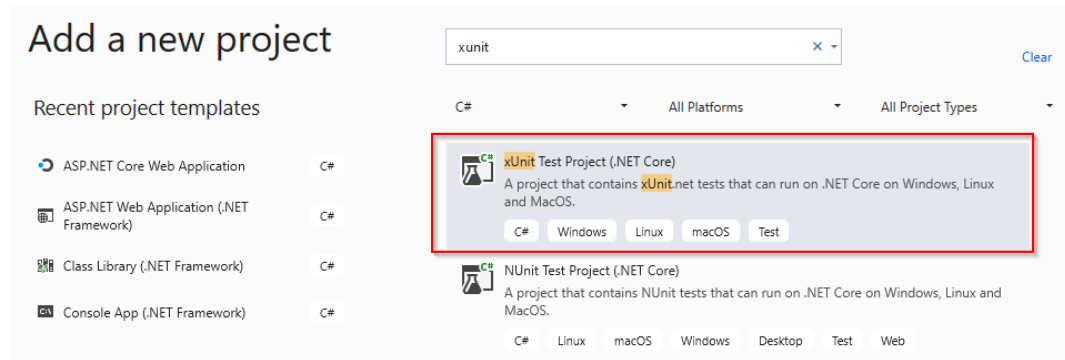 Add a new project
xunit
Clear
Recent project templates
C#
All Platforms
All Project Types
ASP.NET Core Web Application
C#
ASP.NET Web Application (.NET
Framework)
C#
Class Library (.NET Framework)
C#
Console App (.NET Framework)
C#
C#
xUnit Test Project (.NET Core)
A project that contains xUnit.net tests that can run on .NET Core on Windows, Linux
and MacOS.
C# Windows Linux macOS Test
C#
NUnit Test Project (.NET Core)
A project that contains NUnit tests that can run on .NET Core on Windows, Linux and
MacOS.
C# Linux macOS Windows Desktop Test Web